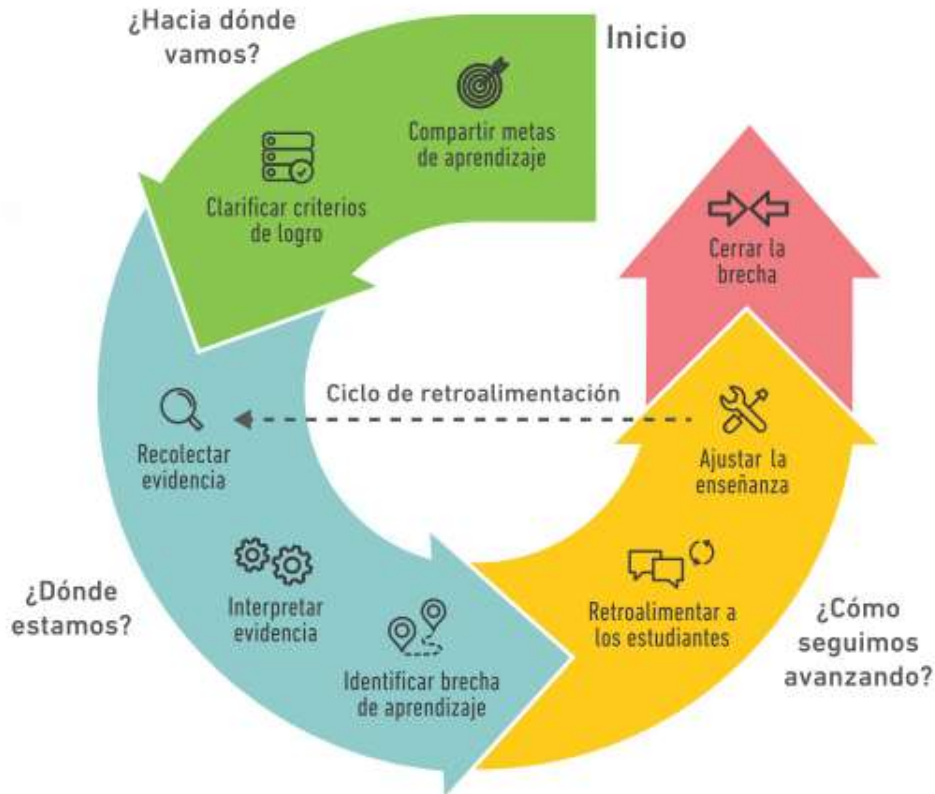 ¿Hacia dónde
vamos?
Inicio
Compartir metas
de aprendizaje
Clarificar criterios
de logro
Cerrar la
brecha
Ciclo de retroalimentación
Recolectar
evidencia
Ajustar la
enseñanza
¿Dónde
estamos?
Interpretar
evidencia
Retroalimentar a
los estudiantes
¿Cómo
seguimos
avanzando?
Identificar brecha
de aprendizaje